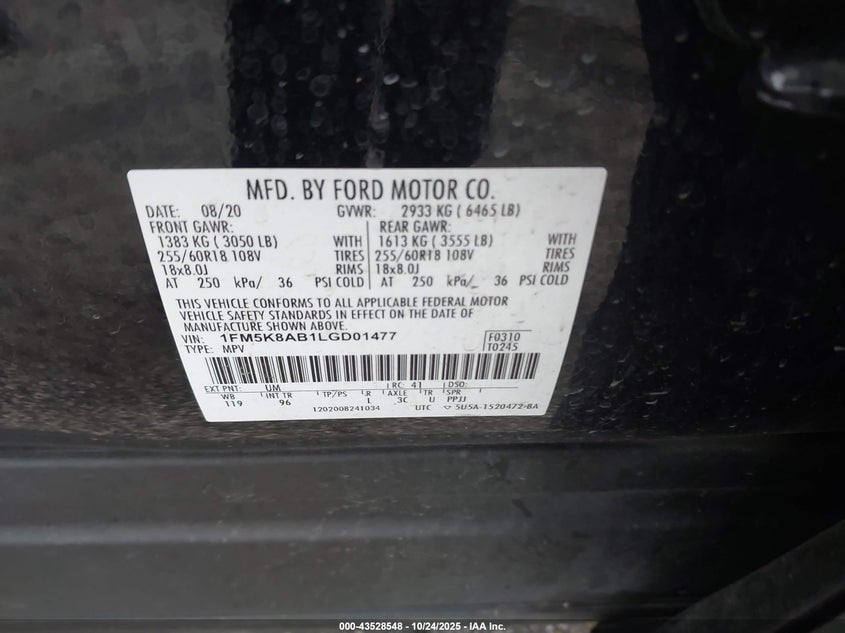 MFD. BY FORD MOTOR CO.
DATE: 08/20 GVWR: 2933 KG ( 6465 LB)
FRONT GAWR: REAR GAWR:
1383 KG ( 3050 LB) WITH 1613 KG ( 3555 LB) WITH
255/60R18 108V TIRES 255/60R18 108V TIRES
18x8.0J RIMS 18x8.0J RIMS
AT 250 kPa/ 36 PSI COLD AT 250 kPa/ 36 PSI COLD
THIS VEHICLE CONFORMS TO ALL APPLICABLE FEDERAL MOTOR
VEHICLE SAFETY STANDARDS IN EFFECT ON THE DATE OF
MANUFACTURE SHOWN ABOVE.
VIN: 1FM5K8AB1LGD01477 F0310
TYPE: MPV T0245
EXT PNT: UM RC: 41 DSO:
WB INT TR TP/PS R AXLE TR SPR
119 96 L 3C U PPJJ
1202008241034 UTC ▽ 5U5A-1520472-BA
000-43528548 - 10/24/2025 - IAA Inc.